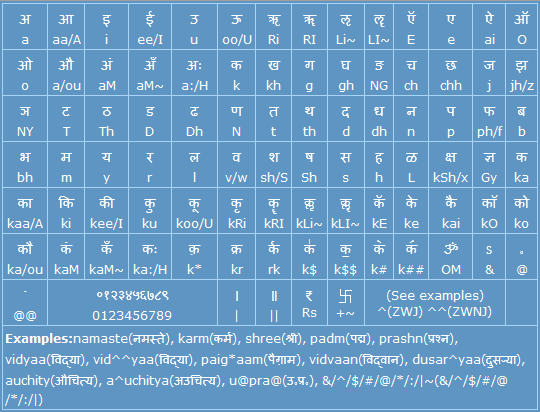 अ आ इ ई उ ऊ ऋ ॠ ऌ ॡ ऍ ए ऐ ऑ
a aa/A i ee/I u oo/U Ri RI Li~ LI~ E e ai O
ओ औ अं अँ अः क ख ग घ ङ च छ ज झ
o a/ou aM aM~ a:/H k kh g gh NG ch chh j jh/z
ञ ट ठ ड ढ ण त थ द ध न प फ ब
NY T Th D Dh N t th d dh n p ph/f b
भ म य र ल व श ष स ह ळ क्ष ज्ञ क
bh m y r l v/w sh/S Sh s h L kSh/x Gy ka
का कि की कु कू कृ कॄ कॢ कॣ कॅ के कै कॉ को
kaa/A ki kee/I ku koo/U kRi kRI kLi~ kLI~ kE ke kai kO ko
कौ कं कँ कः क़ क्र र्क क॑ क॒ क॓ क॔ ॐ ऽ ॰
ka/ou kaM kaM~ ka:/H k* kr rk k$ k$$ k# k## OM & @
०१२३४५६७८९ । ॥ ₹ 卐 (See examples)
@@ 0123456789 | || Rs +~ ^(ZWJ) ^^(ZWNJ)
Examples:namaste(नमस्ते), karm(कर्म), shree(श्री), padm(पद्म), prashn(प्रश्न),
vidyaa(विद्या), vid^^yaa(विद्‌या), paig*aam(पैग़ाम), vidvaan(विद्वान), dusar^yaa(दुसर्‍या),
auchity(औचित्य), a^uchitya(अउचित्य), u@pra@(उ॰प्र॰), &/^/$/#/@/*/:/|~(&/^/$/#/@
/*/:/|)